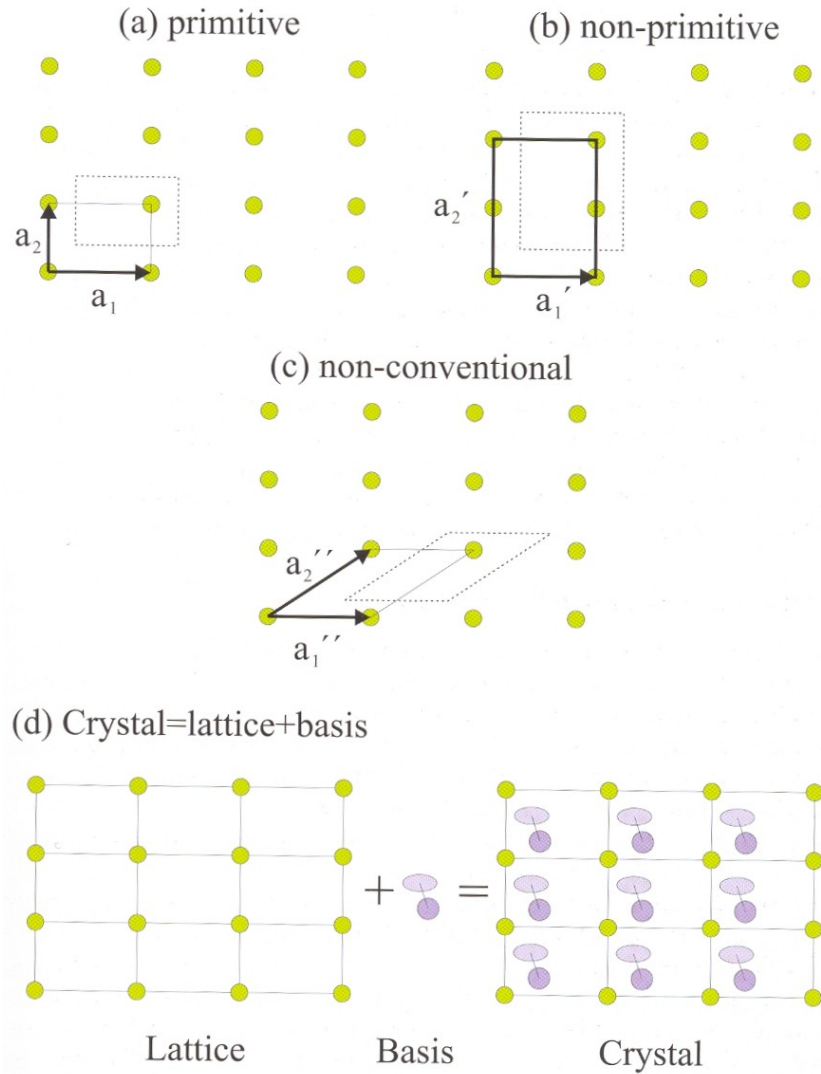 (a) primitive
(b) non-primitive
a₂
a₁
a₂′
a₁′
(c) non-conventional
a₂′′
a₁′′
(d) Crystal=lattice+basis
+ =
Lattice Basis Crystal